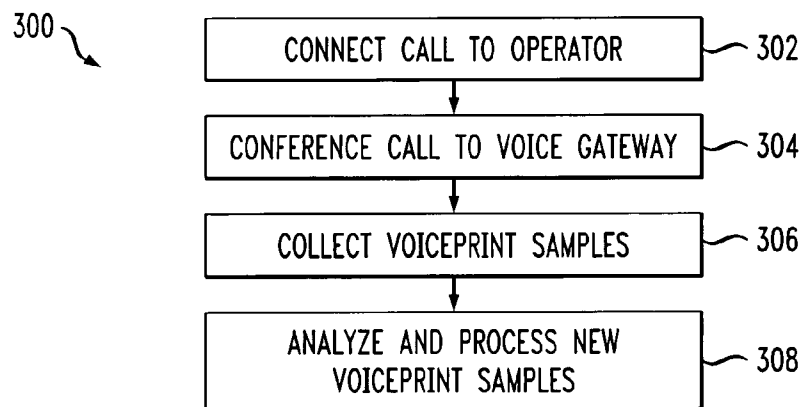 300
CONNECT CALL TO OPERATOR 302
CONFERENCE CALL TO VOICE GATEWAY 304
COLLECT VOICEPRINT SAMPLES 306
ANALYZE AND PROCESS NEW
VOICEPRINT SAMPLES 308